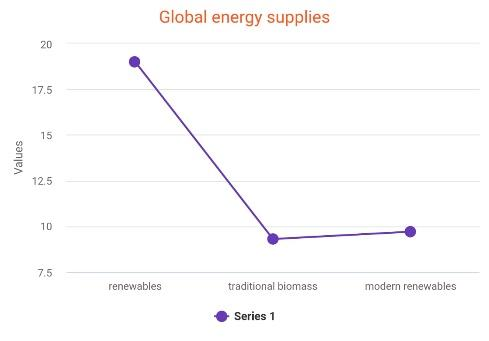 Global energy supplies
20
17.5
15
12.5
10
7.5
Values
renewables traditional biomass modern renewables
Series 1